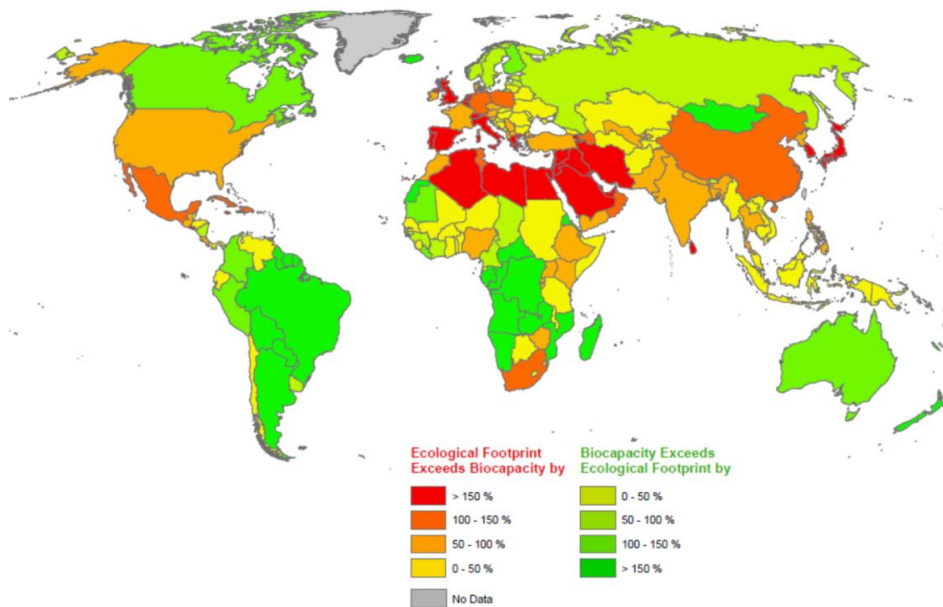 Ecological Footprint
Exceeds Biocapacity by
> 150 %
100 - 150 %
50 - 100 %
0 - 50 %
No Data
Biocapacity Exceeds
Ecological Footprint by
0 - 50 %
50 - 100 %
100 - 150 %
> 150 %